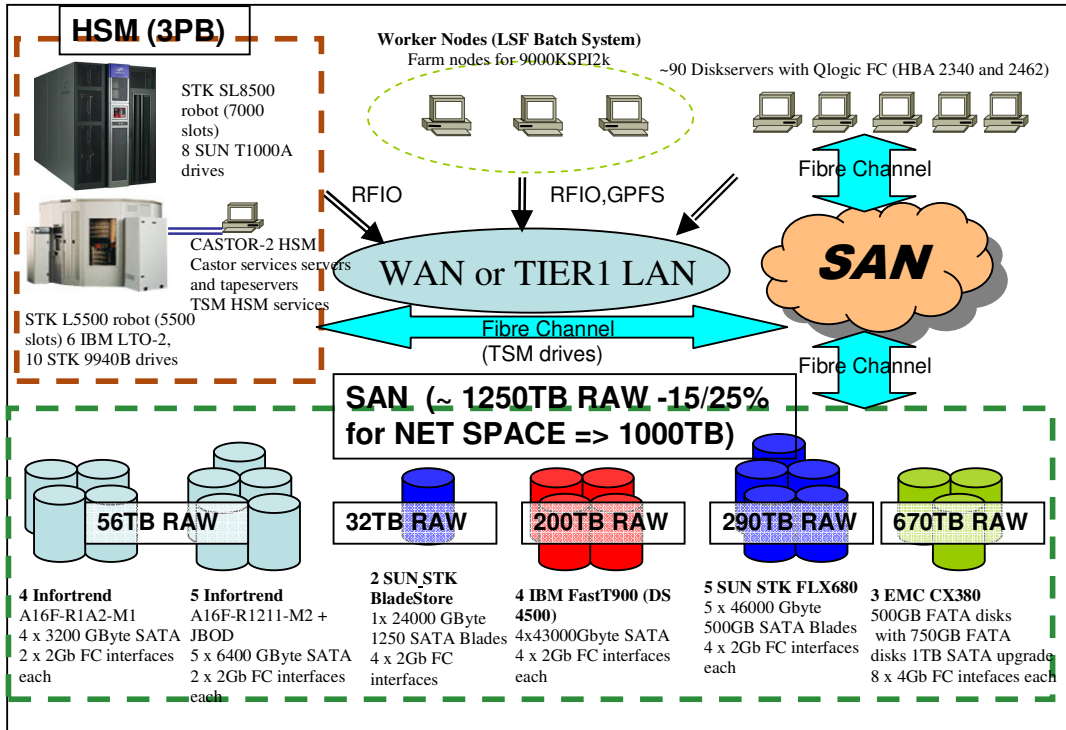 HSM (3PB)
STK SL8500
robot (7000
slots)
8 SUN T1000A
drives
CASTOR-2 HSM
Castor services servers
and tapeservers
TSM HSM services
STK L5500 robot (5500
slots) 6 IBM LTO-2,
10 STK 9940B drives
Worker Nodes (LSF Batch System)
Farm nodes for 9000KSPI2k
~90 Diskservers with Qlogic FC (HBA 2340 and 2462)
RFIO
RFIO,GPFS
WAN or TIER1 LAN
Fibre Channel
SAN
Fibre Channel
(TSM drives)
Fibre Channel
SAN (~ 1250TB RAW -15/25%
for NET SPACE => 1000TB)
56TB RAW
32TB RAW
200TB RAW
290TB RAW
670TB RAW
4 Infortrend
A16F-R1A2-M1
4 x 3200 GByte SATA
2 x 2Gb FC interfaces
each
5 Infortrend
A16F-R1211-M2 +
JBOD
5 x 6400 GByte SATA
2 x 2Gb FC interfaces
each
2 SUN STK
BladeStore
1x 24000 GByte
1250 SATA Blades
4 x 2Gb FC
interfaces
4 IBM FastT900 (DS
4500)
4x43000Gbyte SATA
4 x 2Gb FC interfaces
each
5 SUN STK FLX680
5 x 46000 Gbyte
500GB SATA Blades
4 x 2Gb FC interfaces
each
3 EMC CX380
500GB FATA disks
with 750GB FATA
disks 1TB SATA upgrade
8 x 4Gb FC intefaces each